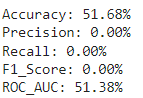 Accuracy: 51.68%
Precision: 0.00%
Recall: 0.00%
F1_Score: 0.00%
ROC_AUC: 51.38%